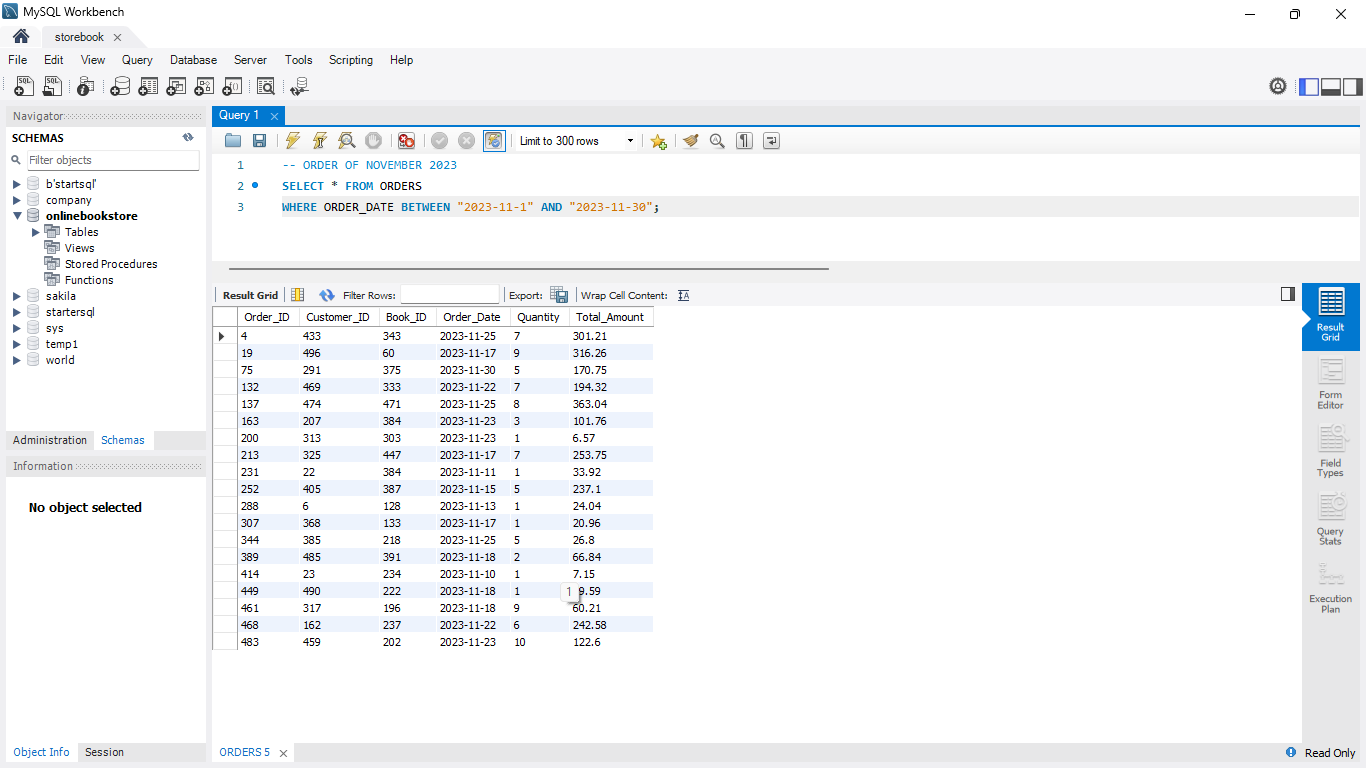 MySQL Workbench
storebook
File Edit View Query Database Server Tools Scripting Help
Navigator
SCHEMAS
Filter objects
b'startsql'
company
onlinebookstore
Tables
Views
Stored Procedures
Functions
sakila
startersql
sys
temp1
world
Administration Schemas
Information
No object selected
Object Info Session
Query 1
Limit to 300 rows
1 -- ORDER OF NOVEMBER 2023
2 SELECT * FROM ORDERS
3 WHERE ORDER_DATE BETWEEN "2023-11-1" AND "2023-11-30";
Result Grid Filter Rows: Export: Wrap Cell Content:
Order_ID Customer_ID Book_ID Order_Date Quantity Total_Amount
4 433 343 2023-11-25 7 301.21
19 496 60 2023-11-17 9 316.26
75 291 375 2023-11-30 5 170.75
132 469 333 2023-11-22 7 194.32
137 474 471 2023-11-25 8 363.04
163 207 384 2023-11-23 3 101.76
200 313 303 2023-11-23 1 6.57
213 325 447 2023-11-17 7 253.75
231 22 384 2023-11-11 1 33.92
252 405 387 2023-11-15 5 237.1
288 6 128 2023-11-13 1 24.04
307 368 133 2023-11-17 1 20.96
344 385 218 2023-11-25 5 26.8
389 485 391 2023-11-18 2 66.84
414 23 234 2023-11-10 1 7.15
449 490 222 2023-11-18 1 1 9.59
461 317 196 2023-11-18 9 60.21
468 162 237 2023-11-22 6 242.58
483 459 202 2023-11-23 10 122.6
Result
Grid
Form
Editor
Field
Types
Query
Stats
Execution
Plan
ORDERS 5
Read Only